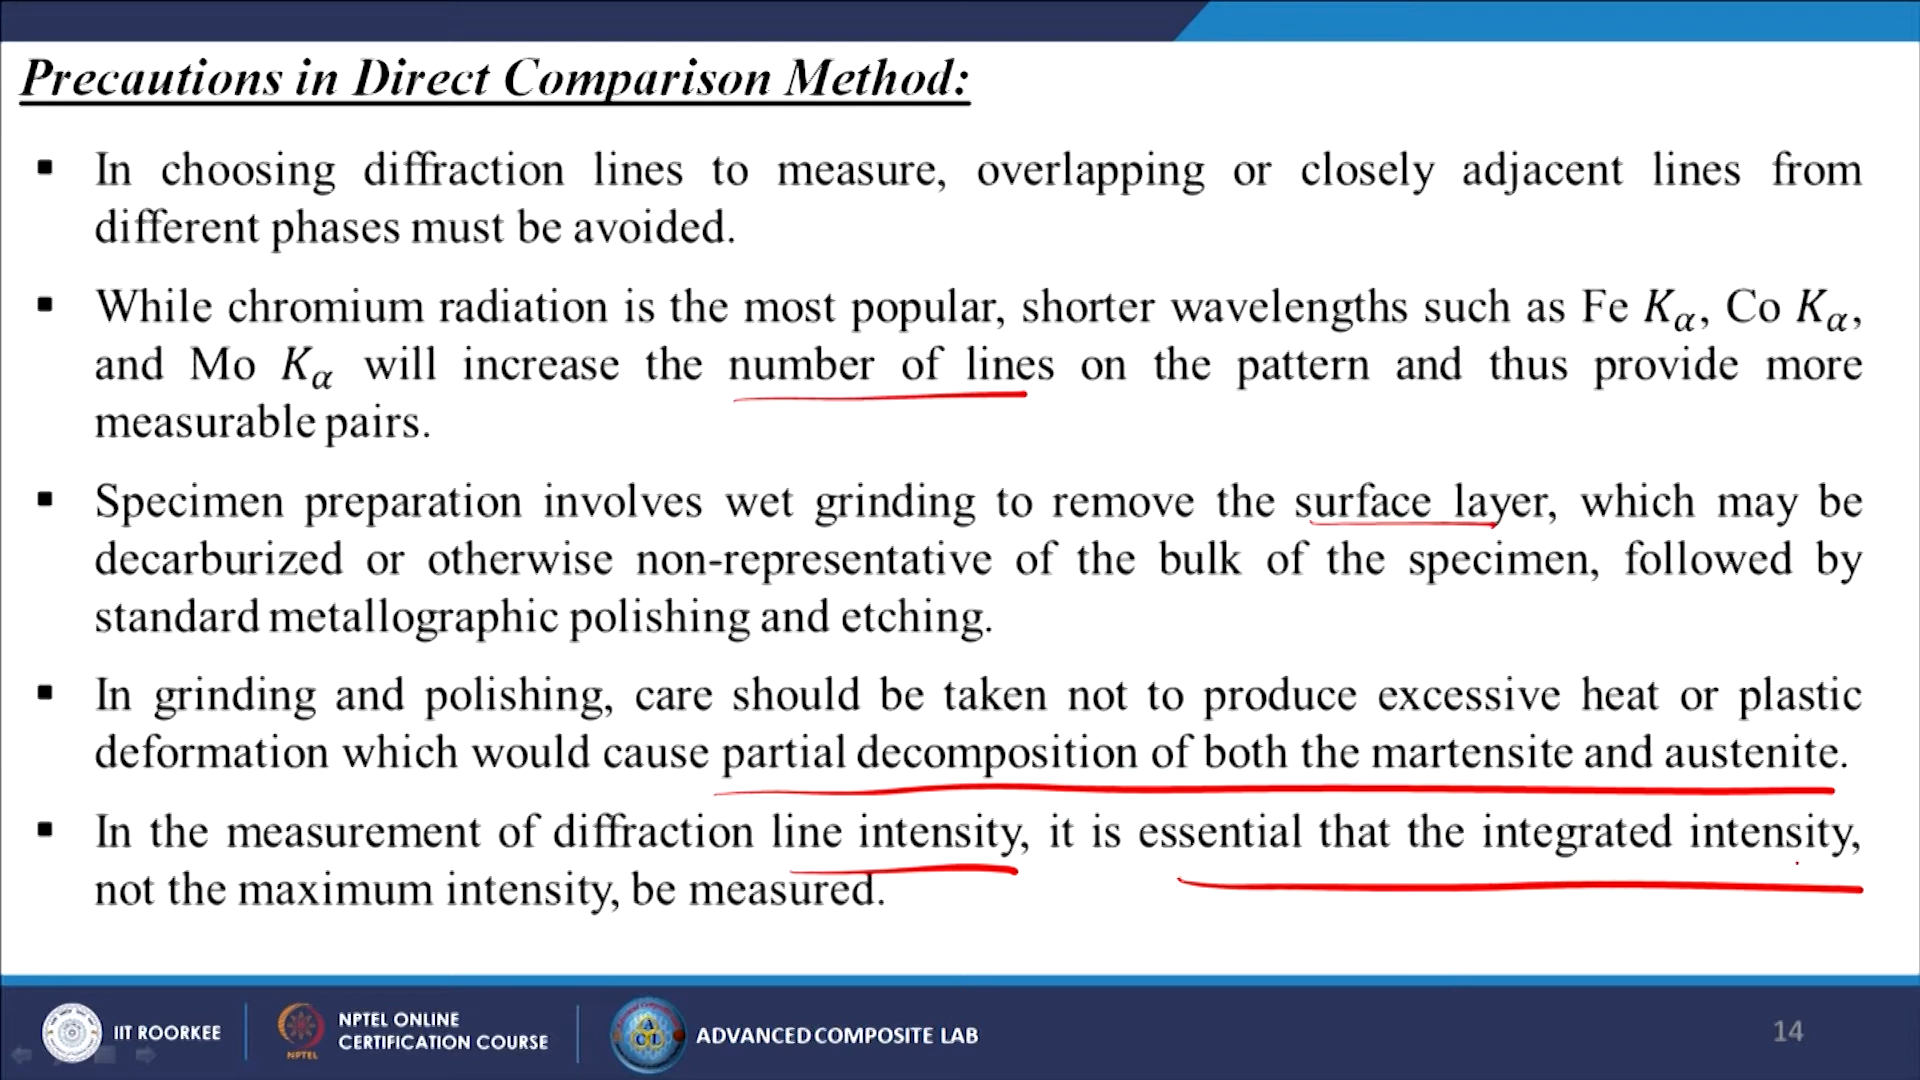 Precautions in Direct Comparison Method:
▪ In choosing diffraction lines to measure, overlapping or closely adjacent lines from
different phases must be avoided.
▪ While chromium radiation is the most popular, shorter wavelengths such as Fe Kα, Co Kα,
and Mo Kα will increase the number of lines on the pattern and thus provide more
measurable pairs.
▪ Specimen preparation involves wet grinding to remove the surface layer, which may be
decarburized or otherwise non-representative of the bulk of the specimen, followed by
standard metallographic polishing and etching.
▪ In grinding and polishing, care should be taken not to produce excessive heat or plastic
deformation which would cause partial decomposition of both the martensite and austenite.
▪ In the measurement of diffraction line intensity, it is essential that the integrated intensity,
not the maximum intensity, be measured.
IIT ROORKEE
NPTEL
NPTEL ONLINE
CERTIFICATION COURSE
ADVANCED COMPOSITE LAB
14